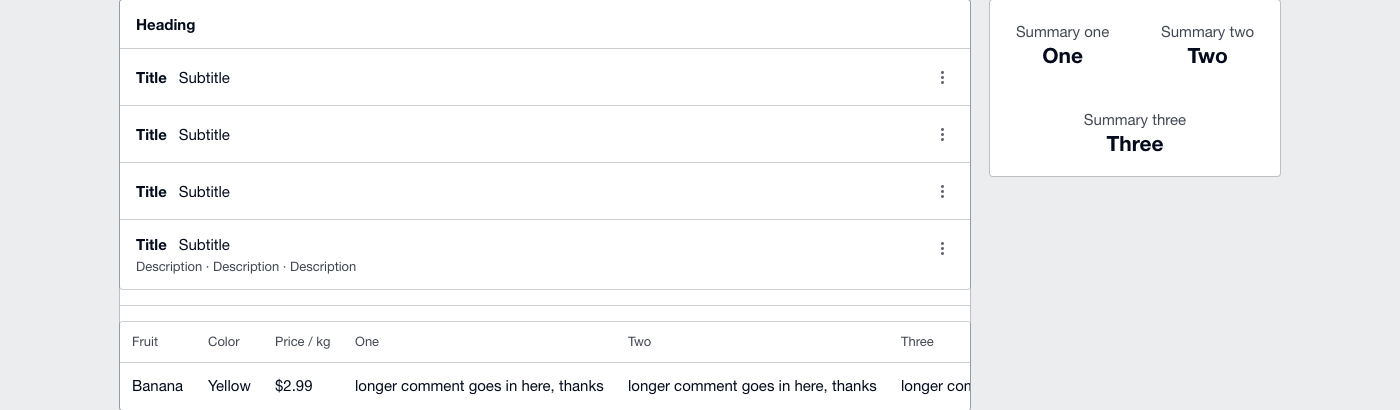 Heading
Title Subtitle
Title Subtitle
Title Subtitle
Title Subtitle
Description · Description · Description
Fruit Color Price / kg One Two Three
Banana Yellow $2.99 longer comment goes in here, thanks longer comment goes in here, thanks longer
Summary one Summary two
One Two
Summary three
Three